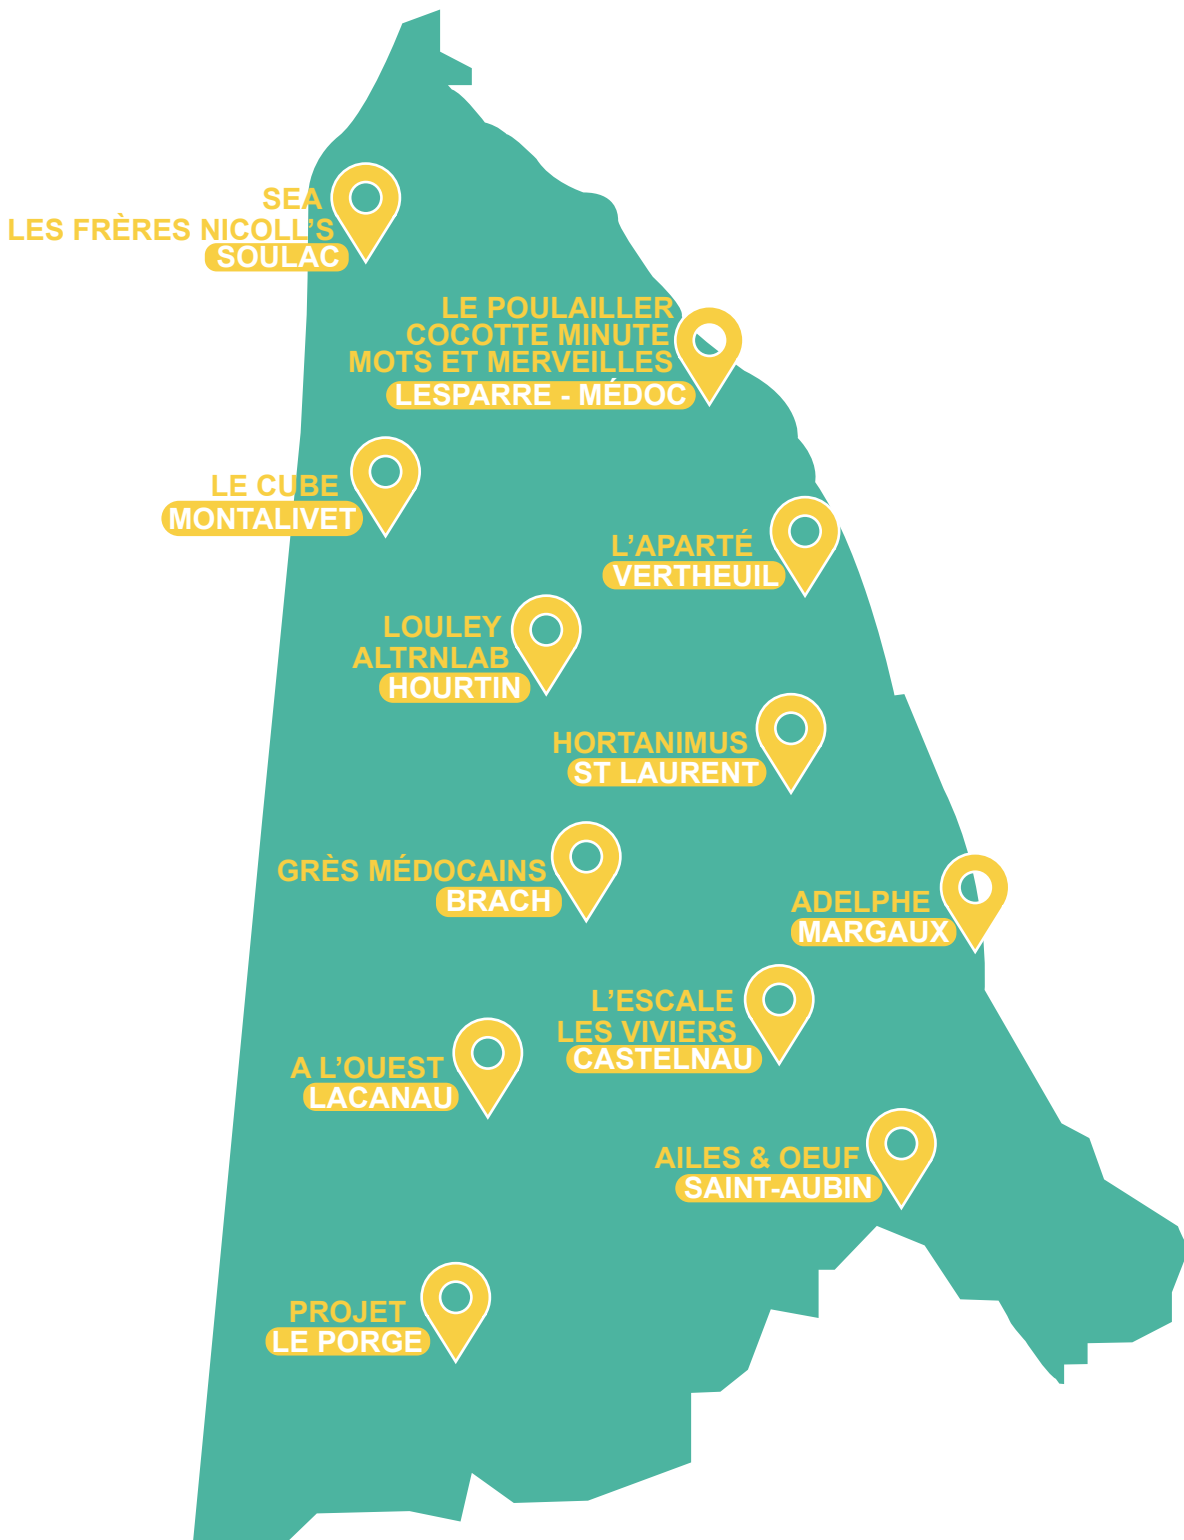 SEA
LES FRÈRES NICOLL'S
SOULAC
LE POULAILLER
COCOTTE MINUTE
MOTS ET MERVEILLES
LESPARRE - MÉDOC
LE CUBE
MONTALIVET
L'APARTÉ
VERTHEUIL
LOULEY
ALTRNLAB
HOURTIN
HORTANIMUS
ST LAURENT
GRÈS MÉDOCAINS
BRACH
ADELPHE
MARGAUX
L'ESCALE
LES VIVIERS
CASTELNAU
A L'OUEST
LACANAU
AILES & OEUF
SAINT-AUBIN
PROJET
LE PORGE